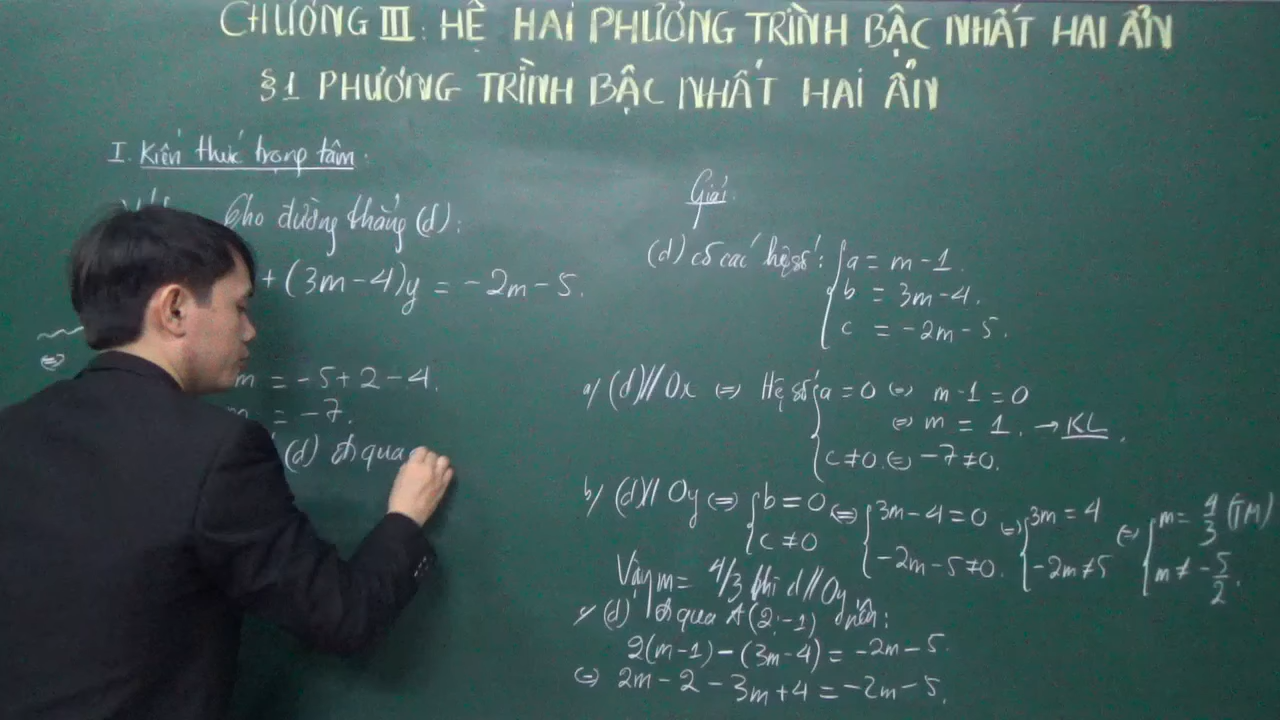 CHƯƠNG III: HỆ HAI PHƯƠNG TRÌNH BẬC NHẤT HAI ẨN
§1 PHƯƠNG TRÌNH BẬC NHẤT HAI ẨN
I. Kiến thức trọng tâm:
Cho đường thẳng (d):
+ (3m-4)y = -2m-5.
⇔
m = -5+2-4.
m = -7.
(d) đi qua
Giải:
(d) có các hệ số: { a = m-1.
b = 3m-4.
c = -2m-5.
a/ (d)//Ox ⇔ Hệ số { a = 0 ⇔ m-1 = 0
⇔ m = 1. → KL.
c≠0. ⇔ -7≠0.
b/ (d)// Oy ⇔ { b = 0 ⇔ { 3m-4 = 0 ⇔ { 3m = 4 ⇔ { m = 4/3 (TM)
c ≠ 0 -2m-5≠0. -2m≠5 m ≠ -5/2.
Vậy m = 4/3 thì d//Oy
(d) đi qua A(2;-1) nên:
2(m-1)-(3m-4) = -2m-5.
⇔ 2m-2-3m+4 = -2m-5.